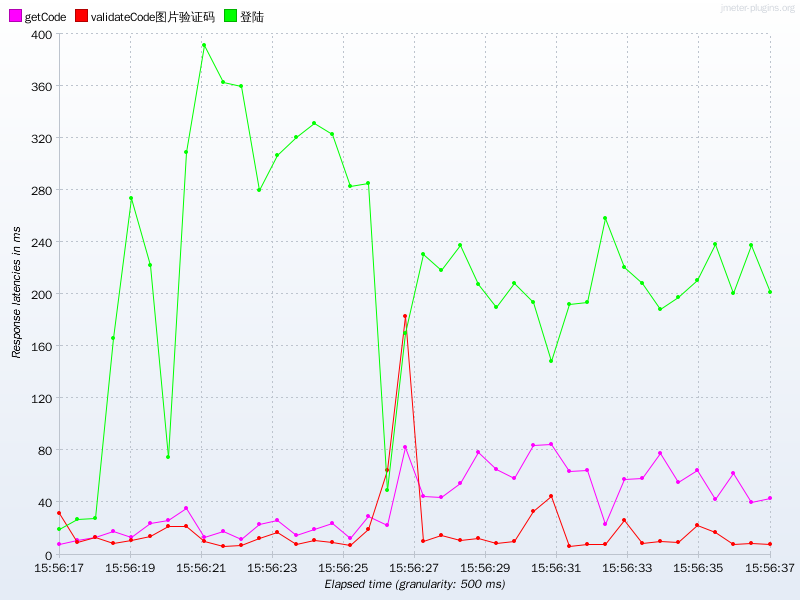 jmeter-plugins.org
getCode validateCode图片验证码 登陆
400
360
320
280
240
200
160
120
80
40
0
Response latencies in ms
15:56:17 15:56:19 15:56:21 15:56:23 15:56:25 15:56:27 15:56:29 15:56:31 15:56:33 15:56:35 15:56:37
Elapsed time (granularity: 500 ms)